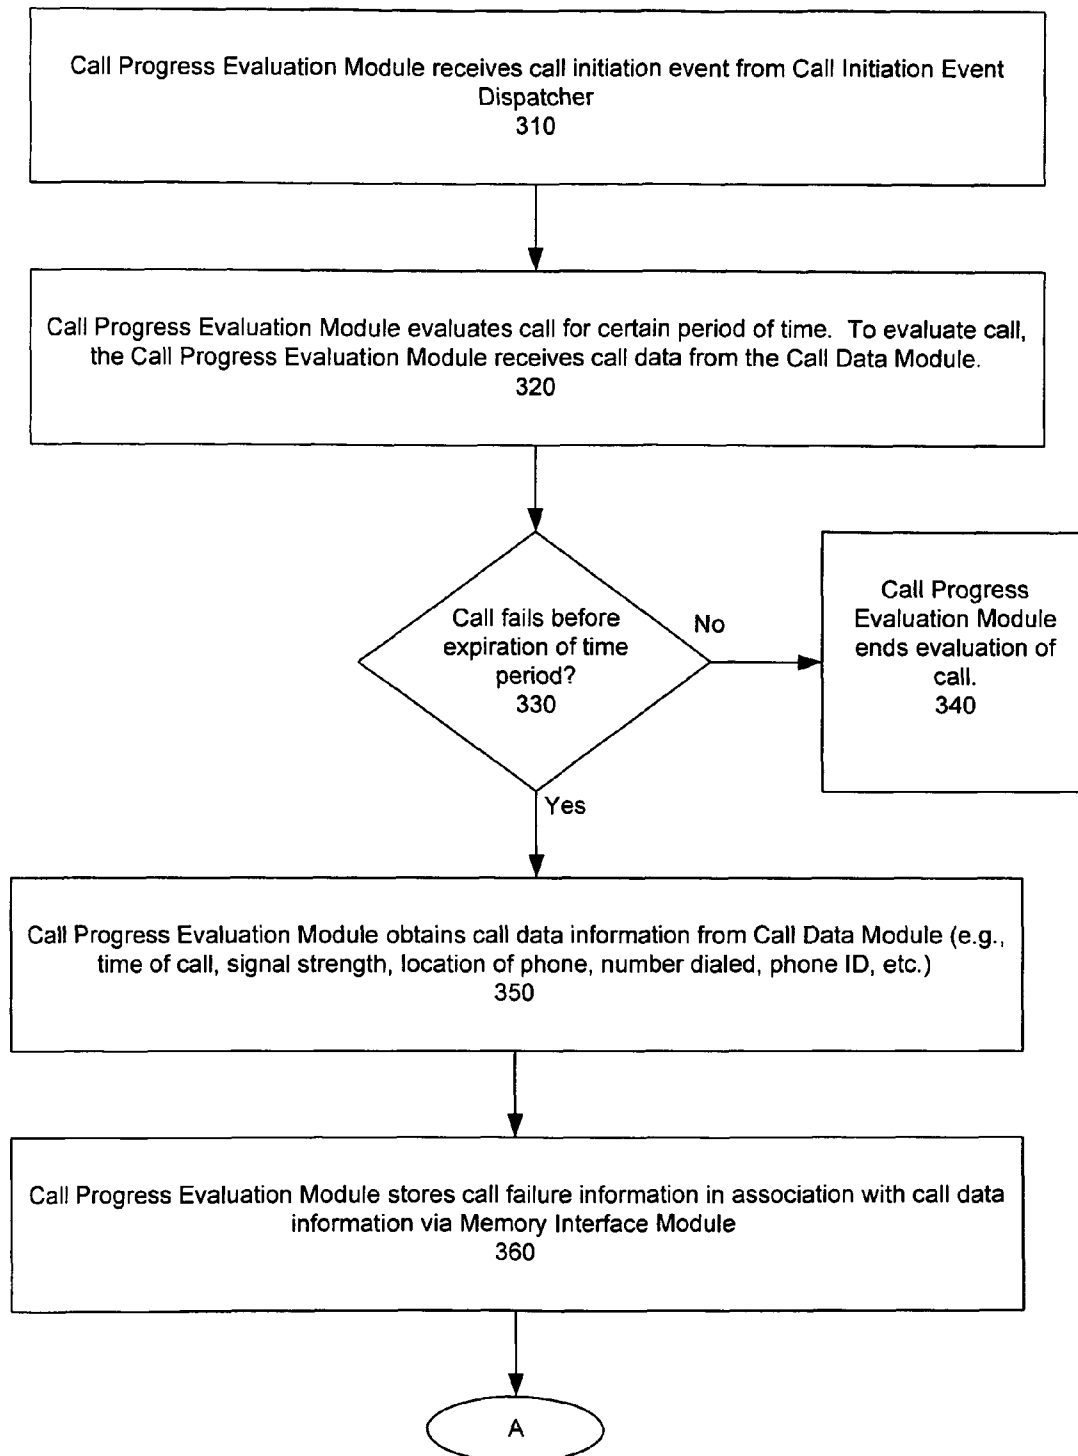 Call Progress Evaluation Module receives call initiation event from Call Initiation Event
Dispatcher
310
Call Progress Evaluation Module evaluates call for certain period of time.  To evaluate call,
the Call Progress Evaluation Module receives call data from the Call Data Module.
320
Call fails before
expiration of time
period?
330
No
Call Progress
Evaluation Module
ends evaluation of
call.
340
Yes
Call Progress Evaluation Module obtains call data information from Call Data Module (e.g.,
time of call, signal strength, location of phone, number dialed, phone ID, etc.)
350
Call Progress Evaluation Module stores call failure information in association with call data
information via Memory Interface Module
360
A